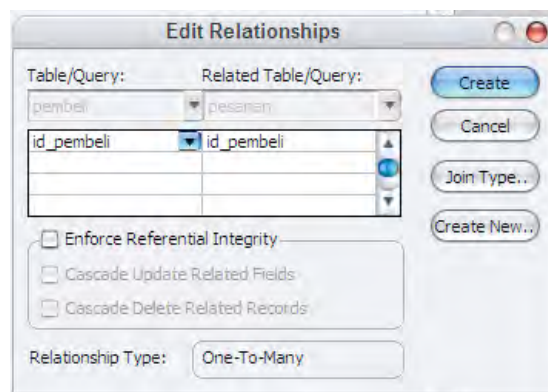 Edit Relationships
Table/Query: Related Table/Query:
pembeli pesanan
id_pembeli id_pembeli
Enforce Referential Integrity
Cascade Update Related Fields
Cascade Delete Related Records
Relationship Type: One-To-Many
Create
Cancel
Join Type..
Create New..